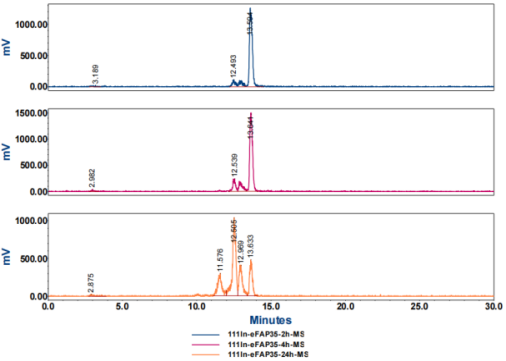 1000.00
mV
500.00
0.00
3.189
12.493
13.594
1500.00
1000.00
mV
500.00
0.00
2.982
12.539
13.641
1000.00
mV
500.00
0.00
2.875
11.576
12.505
12.969
13.633
0.0 5.0 10.0 15.0 20.0 25.0 30.0
Minutes
111In-eFAP35-2h-MS
111In-eFAP35-4h-MS
111In-eFAP35-24h-MS